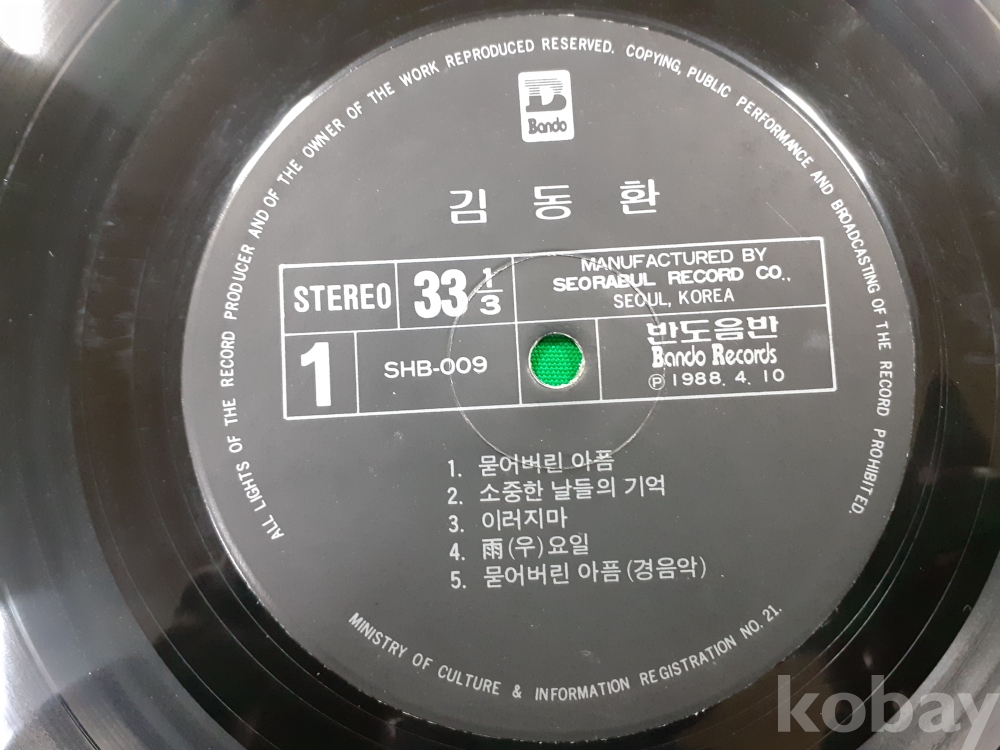 ALL LIGHTS OF THE RECORD PRODUCER AND OF THE OWNER OF THE WORK REPRODUCED RESERVED. COPYING, PUBLIC PERFORMANCE AND BROADCASTING OF THE RECORD PROHIBITED.
Bando
김 동 환
STEREO
33 1/3
MANUFACTURED BY
SEORABUL RECORD CO.,
SEOUL, KOREA
1
SHB-009
반도음반
Bando Records
Ⓟ 1988. 4. 10
1. 묻어버린 아픔
2. 소중한 날들의 기억
3. 이러지마
4. 雨(우)요일
5. 묻어버린 아픔(경음악)
MINISTRY OF CULTURE & INFORMATION REGISTRATION NO. 21.
kobay